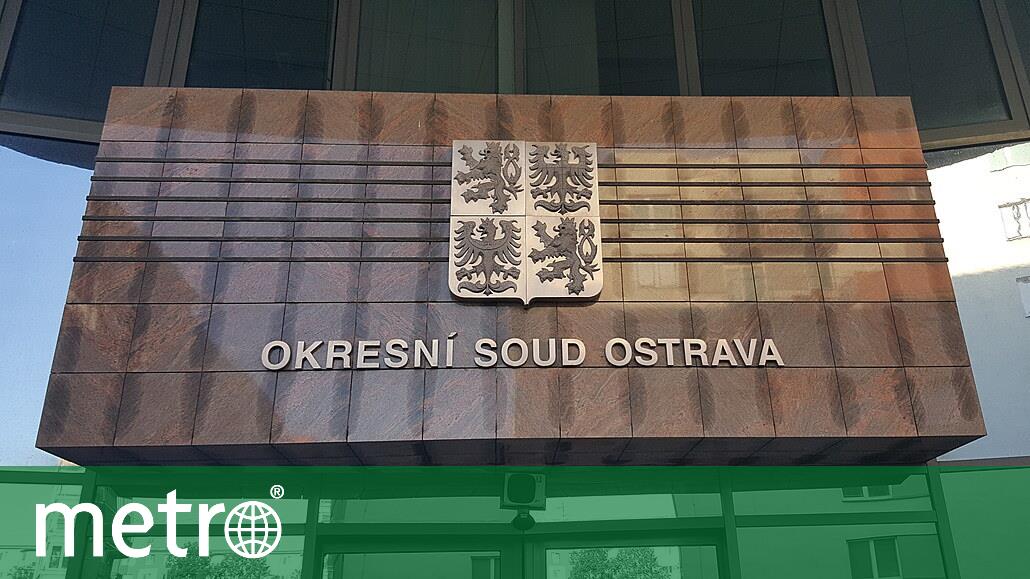 OKRESNÍ SOUD OSTRAVA
metro®